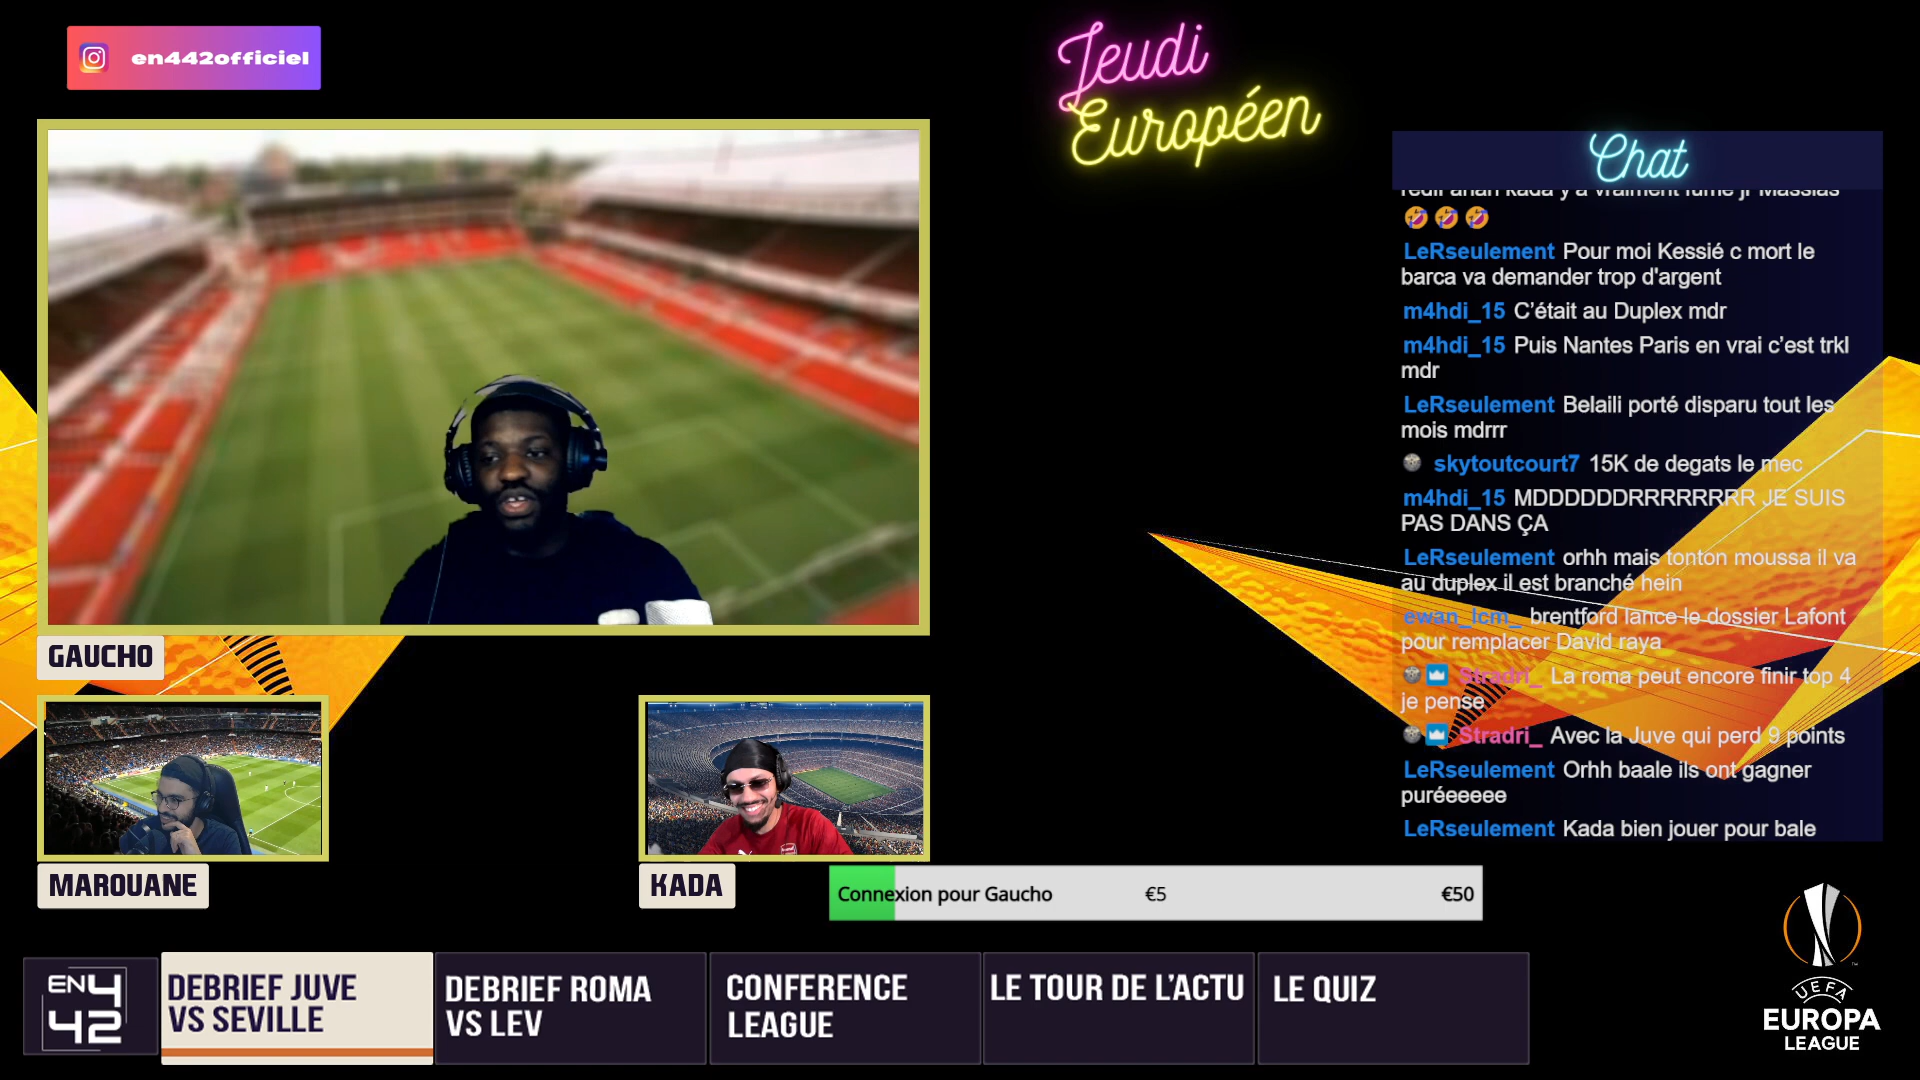 en442officiel
Jeudi
Européen
Chat
LeRseulement Pour moi Kessié c mort le
barca va demander trop d'argent
m4hdi_15 C'était au Duplex mdr
m4hdi_15 Puis Nantes Paris en vrai c'est trkl
mdr
LeRseulement Belaili porté disparu tout les
mois mdrrr
skytoutcourt7 15K de degats le mec
m4hdi_15 MDDDDDDRRRRRRRRR JE SUIS
PAS DANS ÇA
LeRseulement orhh mais tonton moussa il va
au duplex il est branché hein
ewan_lcm_ brentford lance le dossier Lafont
pour remplacer David raya
Stradri_ La roma peut encore finir top 4
je pense
Stradri_ Avec la Juve qui perd 9 points
LeRseulement Orhh baale ils ont gagner
puréeeeee
LeRseulement Kada bien jouer pour bale
GAUCHO
MAROUANE
KADA
Connexion pour Gaucho €5 €50
EN4
42
DEBRIEF JUVE
VS SEVILLE
DEBRIEF ROMA
VS LEV
CONFERENCE
LEAGUE
LE TOUR DE L'ACTU
LE QUIZ
UEFA
EUROPA
LEAGUE